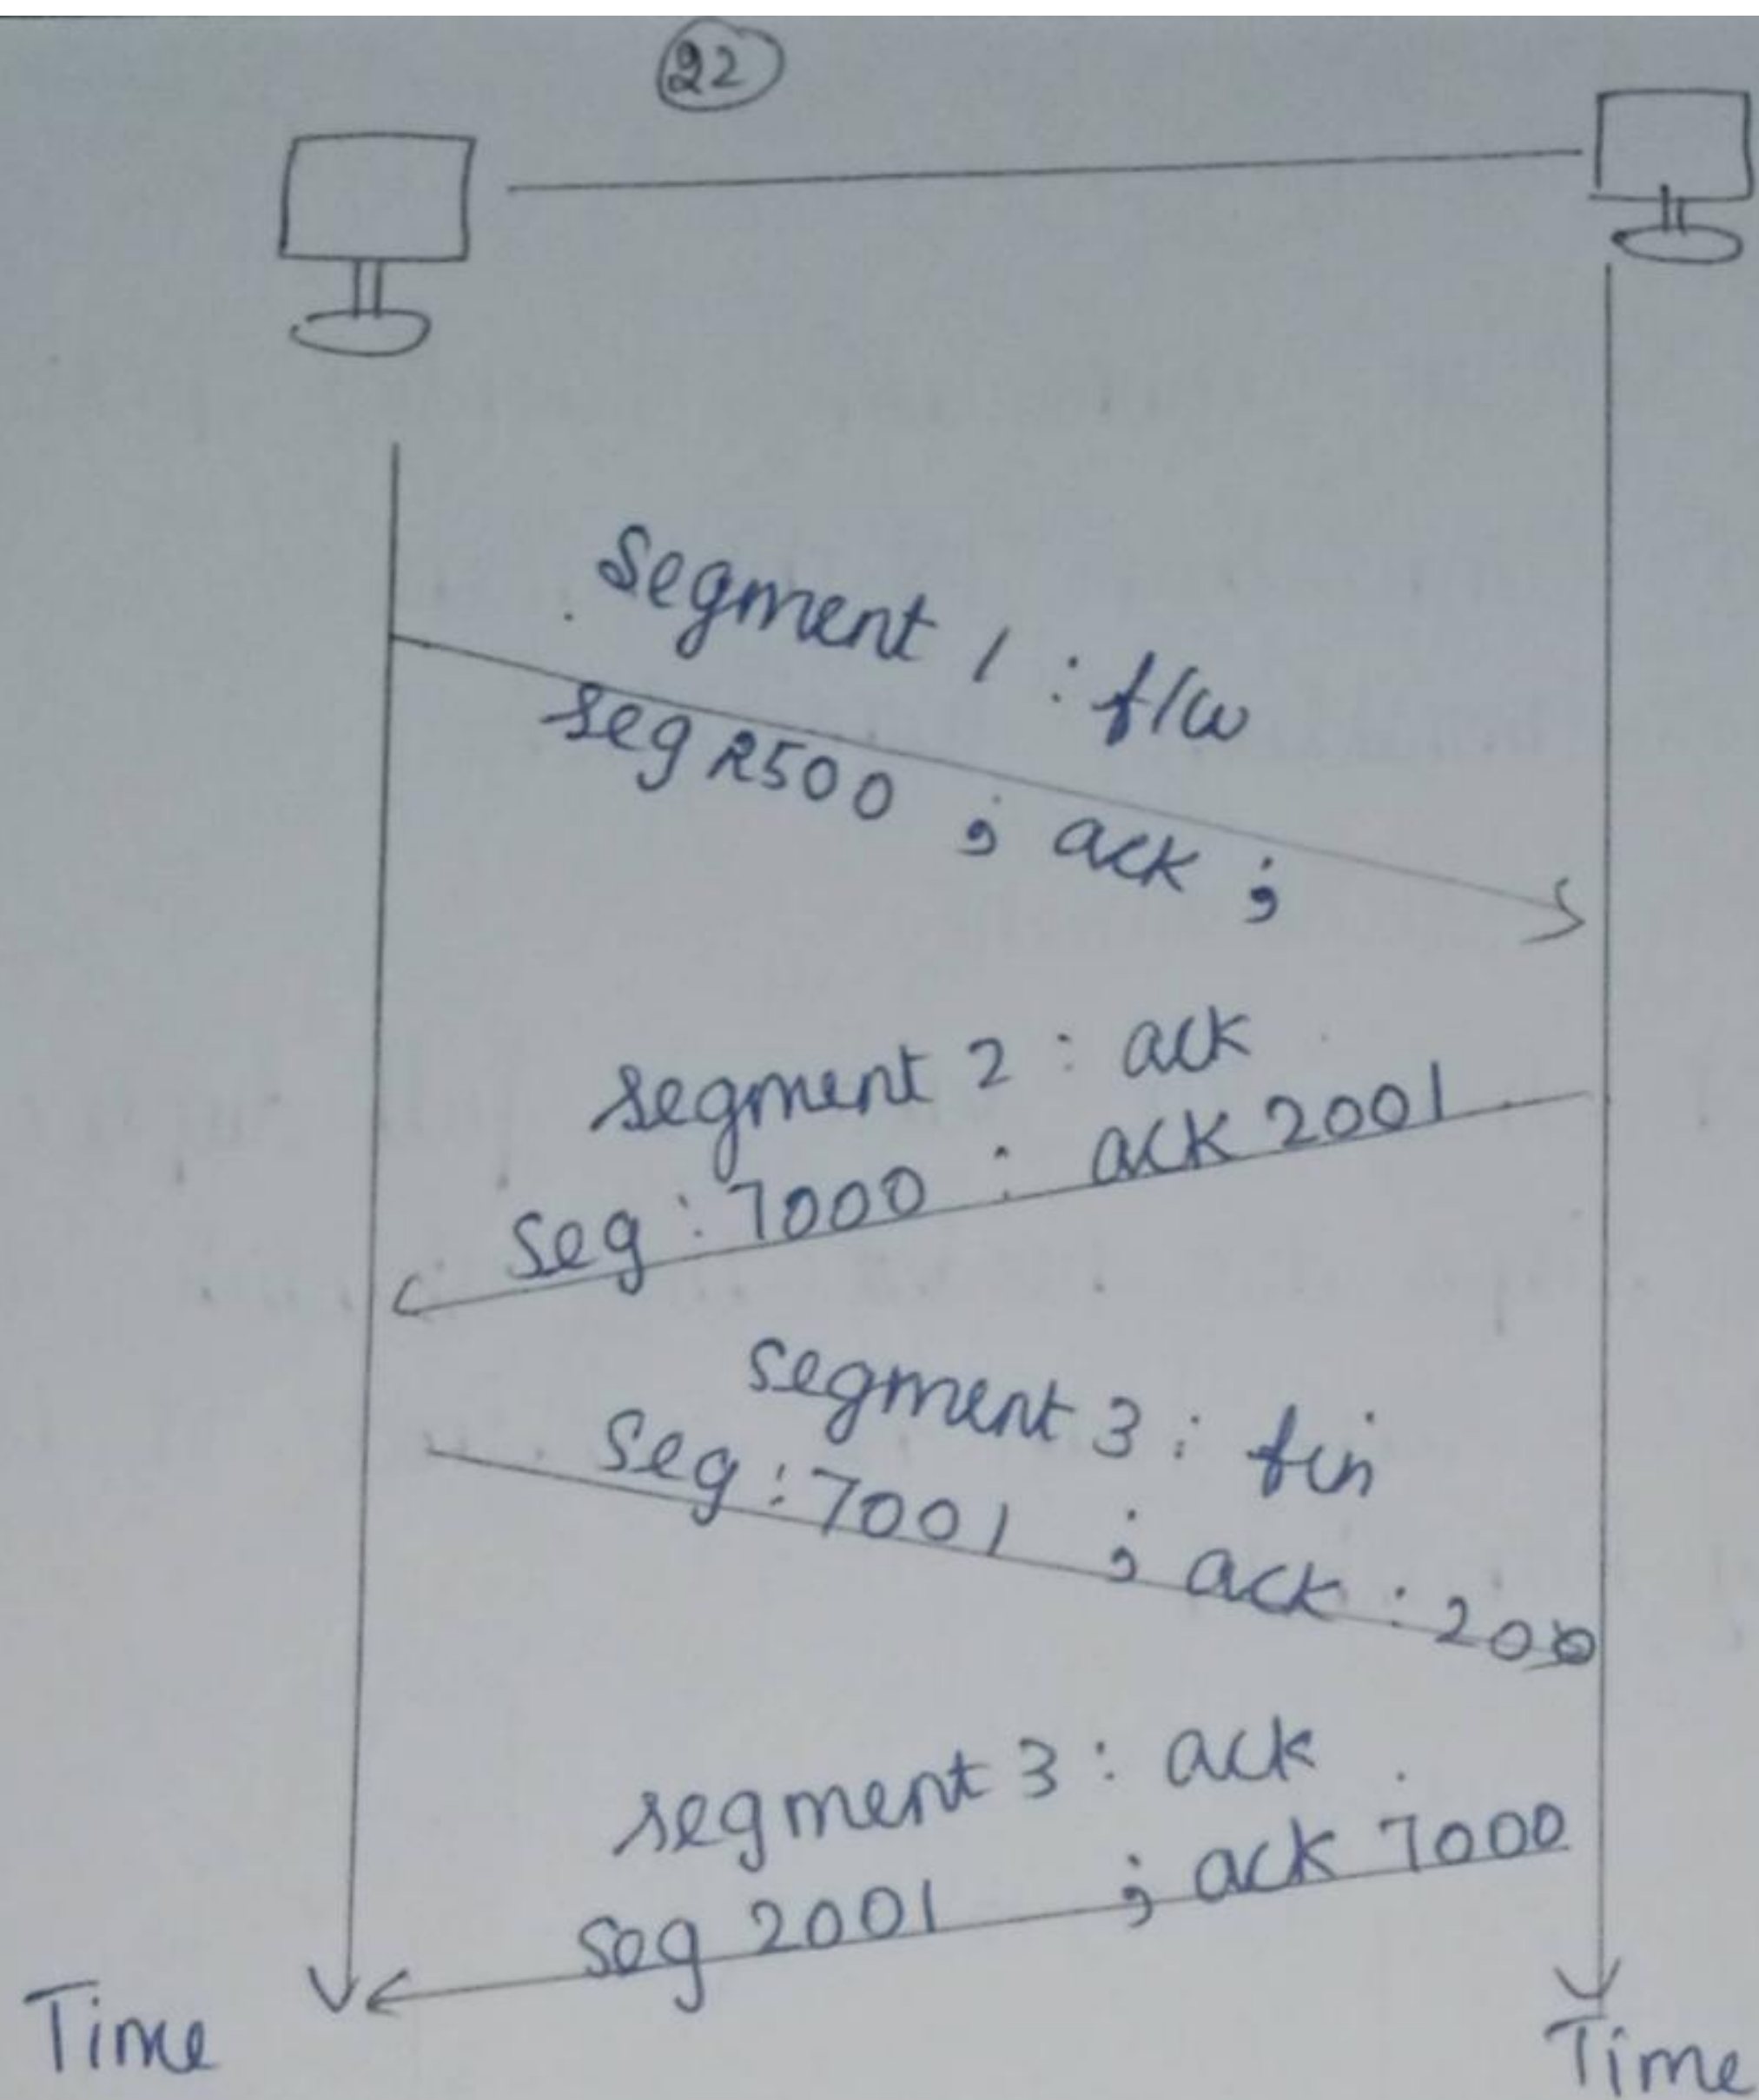 22
Segment 1 : f/w
seg 2500 ; ack ;
segment 2 : ack
Seg : 7000 : ack 2001
segment 3 : fin
Seg : 7001 ; ack : 200
segment 3 : ack
seg 2001 ; ack 7000
Time
Time